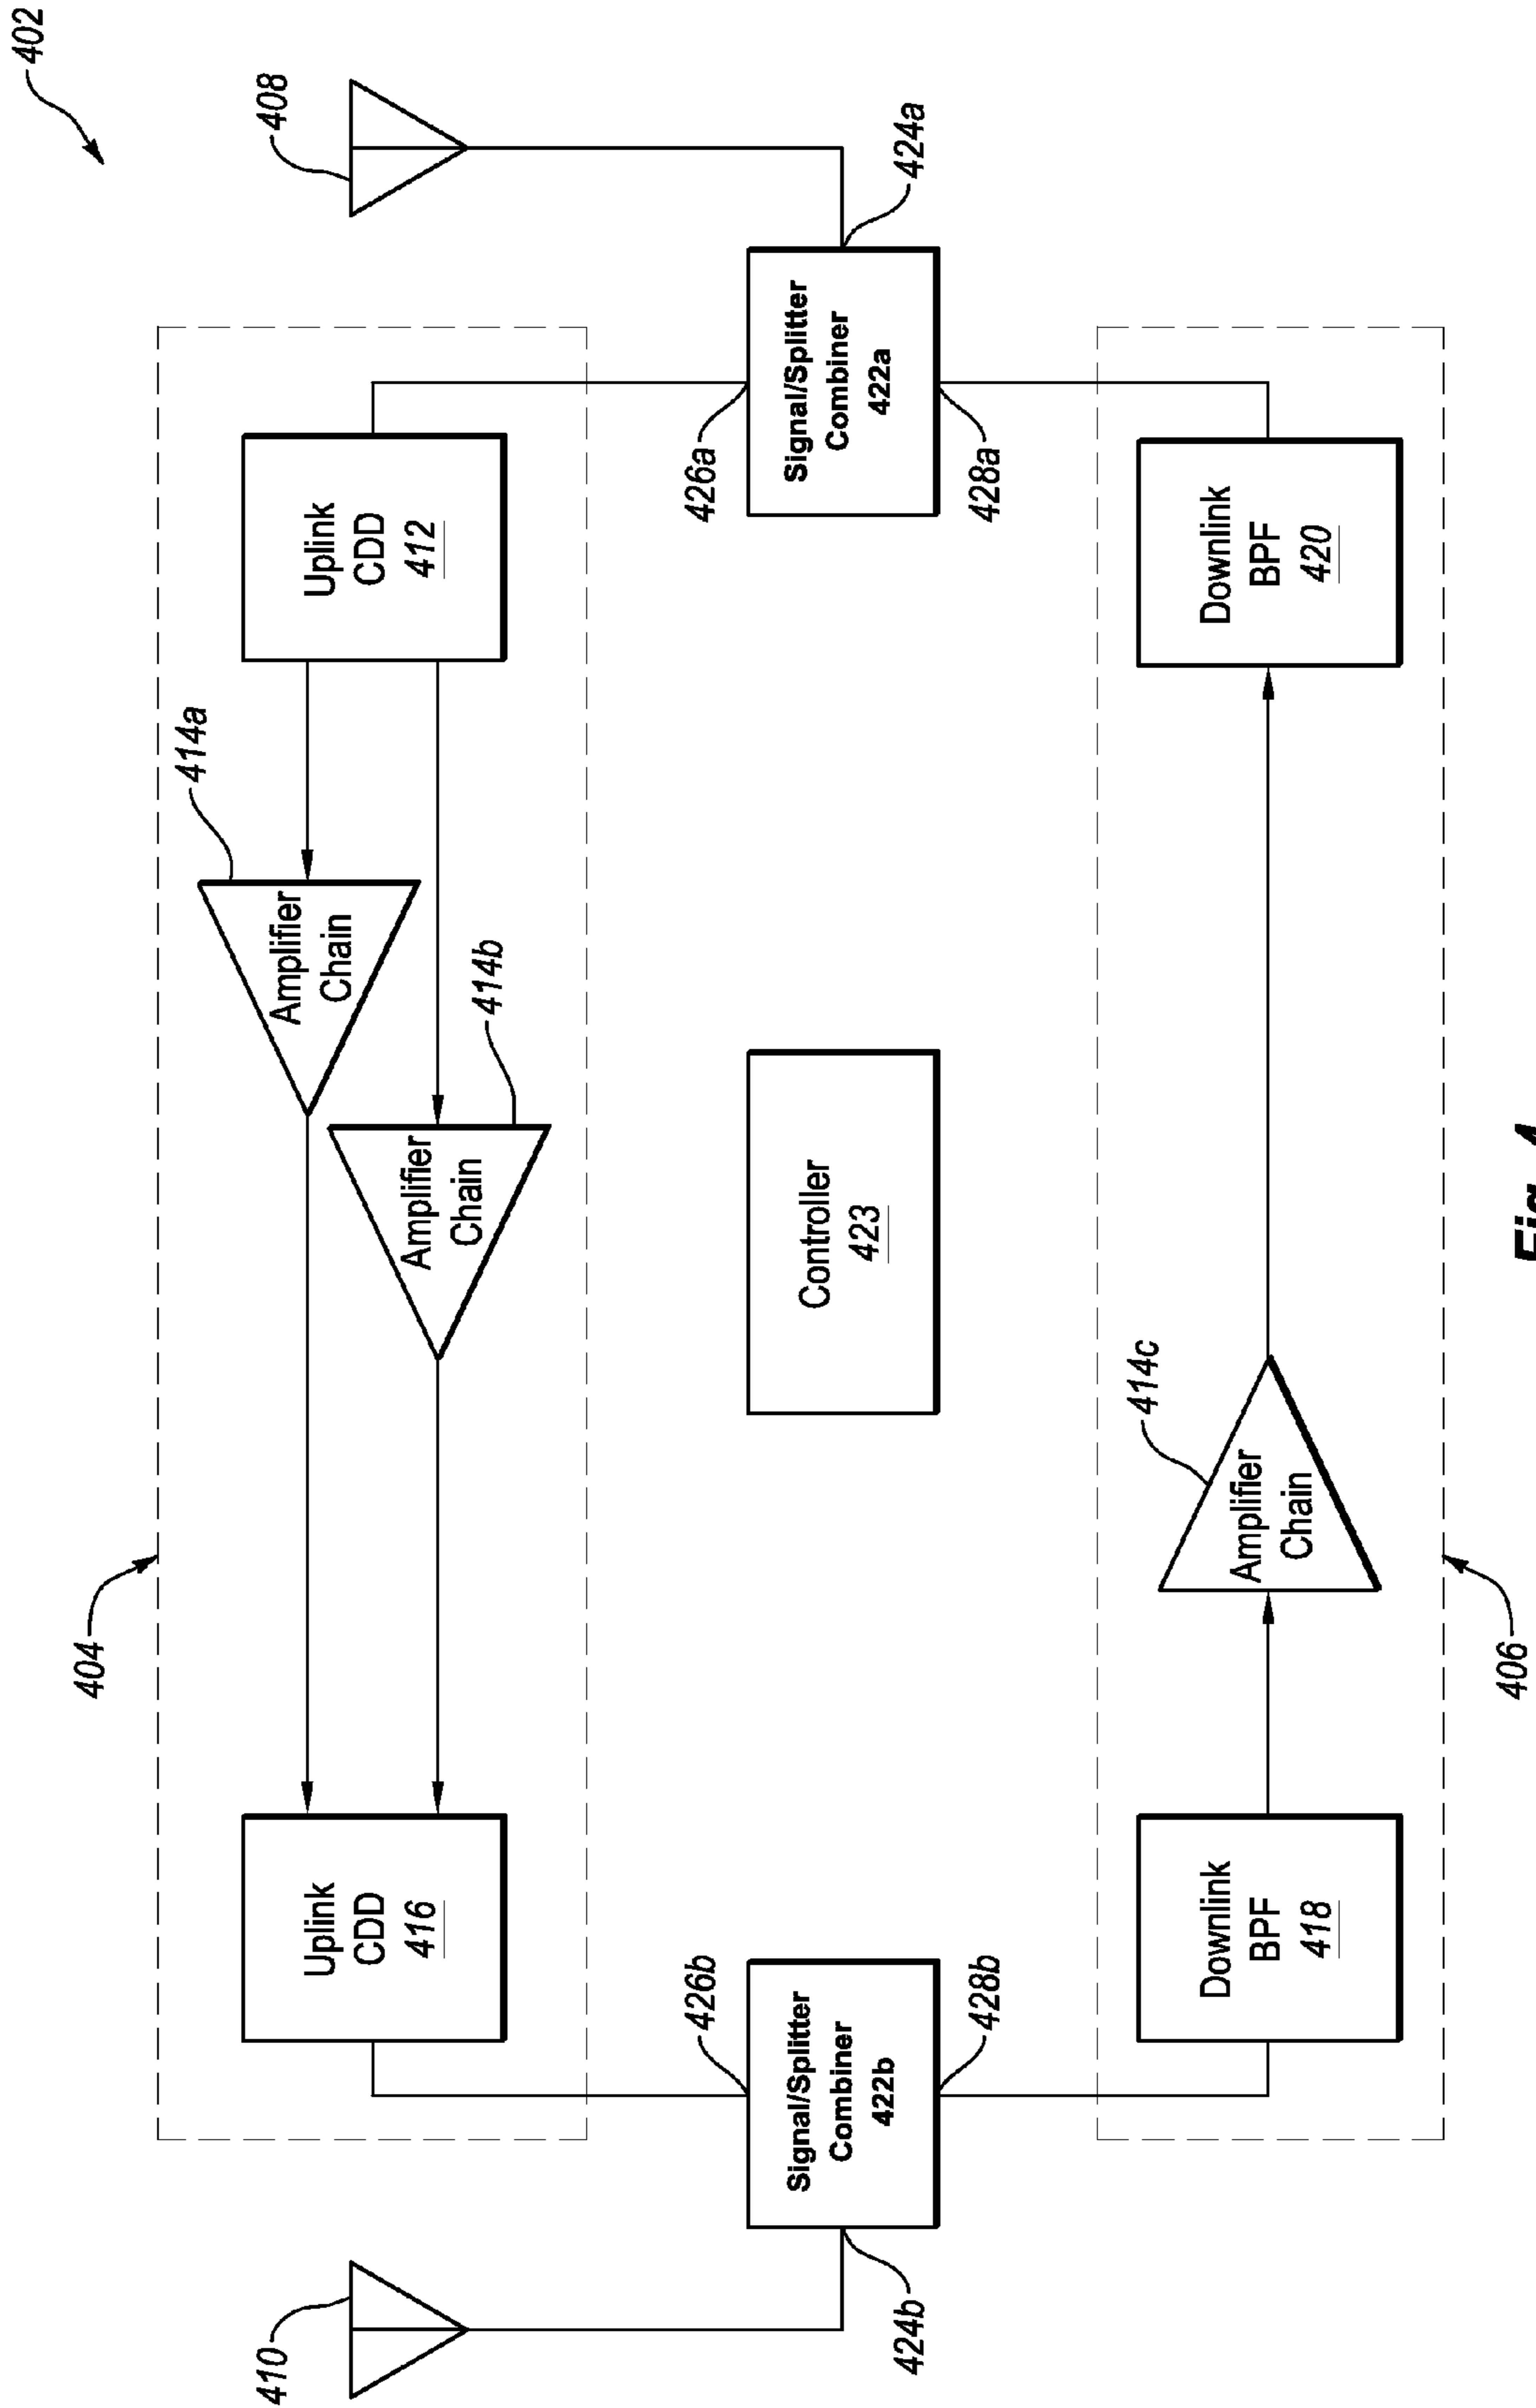 402
410
404
414a
408
Uplink
CDD
416
Amplifier
Chain
Uplink
CDD
412
Amplifier
Chain
414b
426b
426a
Signal/Splitter
Combiner
422b
Controller
423
Signal/Splitter
Combiner
422a
424b
424a
428b
428a
414c
Downlink
BPF
418
Amplifier
Chain
Downlink
BPF
420
406